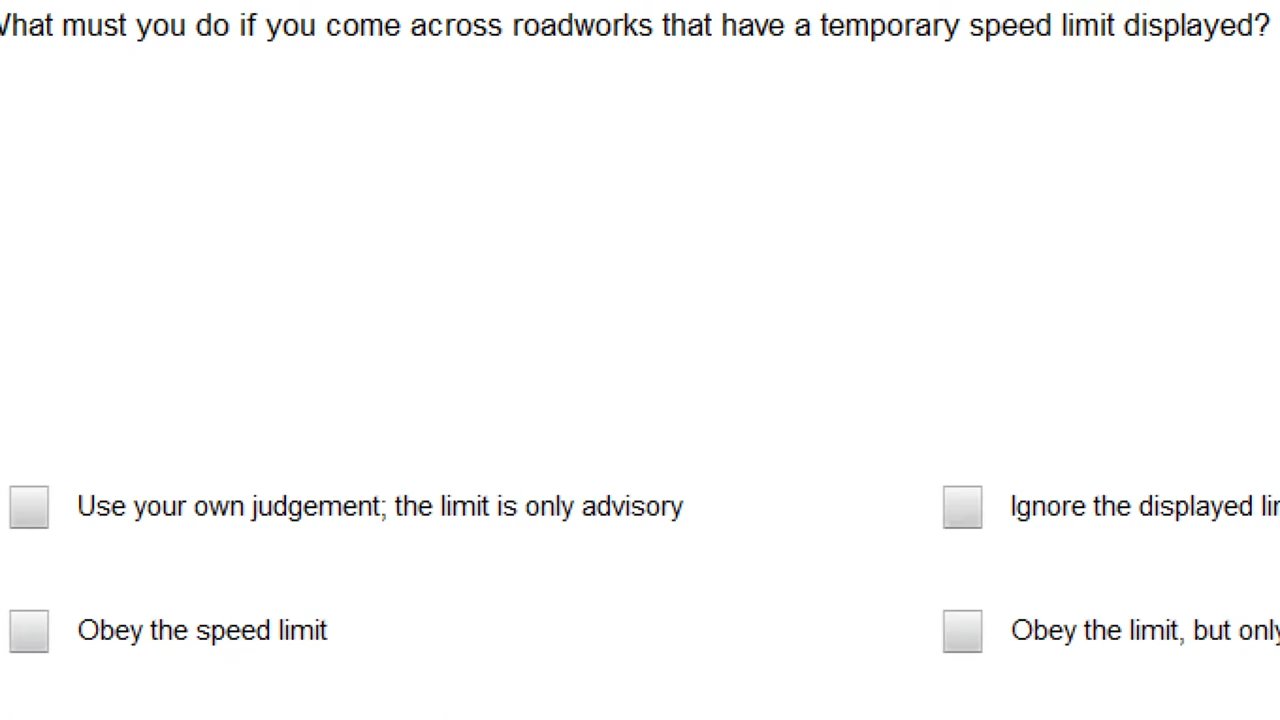 What must you do if you come across roadworks that have a temporary speed limit displayed?
Use your own judgement; the limit is only advisory
Ignore the displayed
Obey the speed limit
Obey the limit, but only